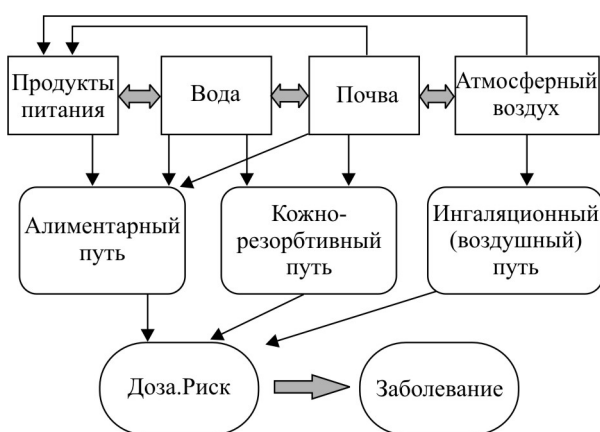 Продукты
питания
Вода
Почва
Атмосферный
воздух
Алиментарный
путь
Кожно-
резорбтивный
путь
Ингаляционный
(воздушный)
путь
Доза.Риск
Заболевание